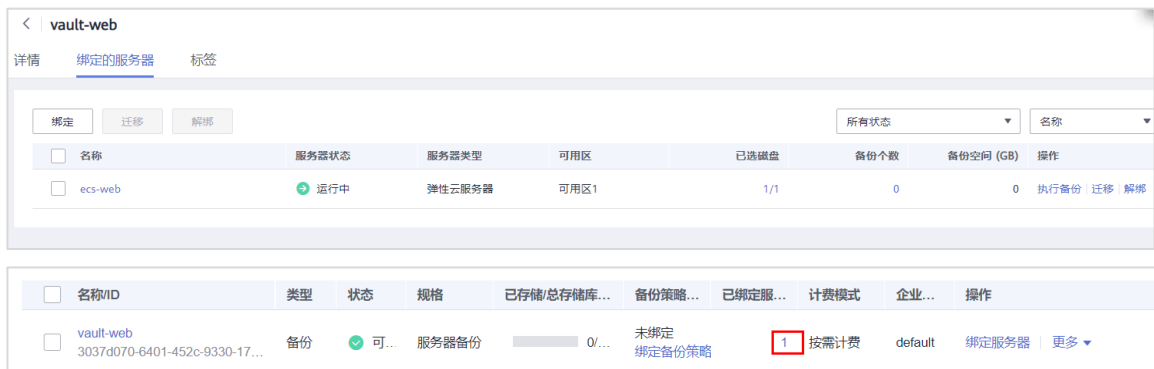 < vault-web
详情 绑定的服务器 标签
绑定 迁移 解绑 所有状态 名称
名称 服务器状态 服务器类型 可用区 已选磁盘 备份个数 备份空间 (GB) 操作
ecs-web 运行中 弹性云服务器 可用区1 1/1 0 0 执行备份 迁移 解绑
名称/ID 类型 状态 规格 已存储/总存储库... 备份策略... 已绑定服... 计费模式 企业... 操作
vault-web 备份 可... 服务器备份 0/... 未绑定 1 按需计费 default 绑定服务器 更多
3037d070-6401-452c-9330-17... 绑定备份策略